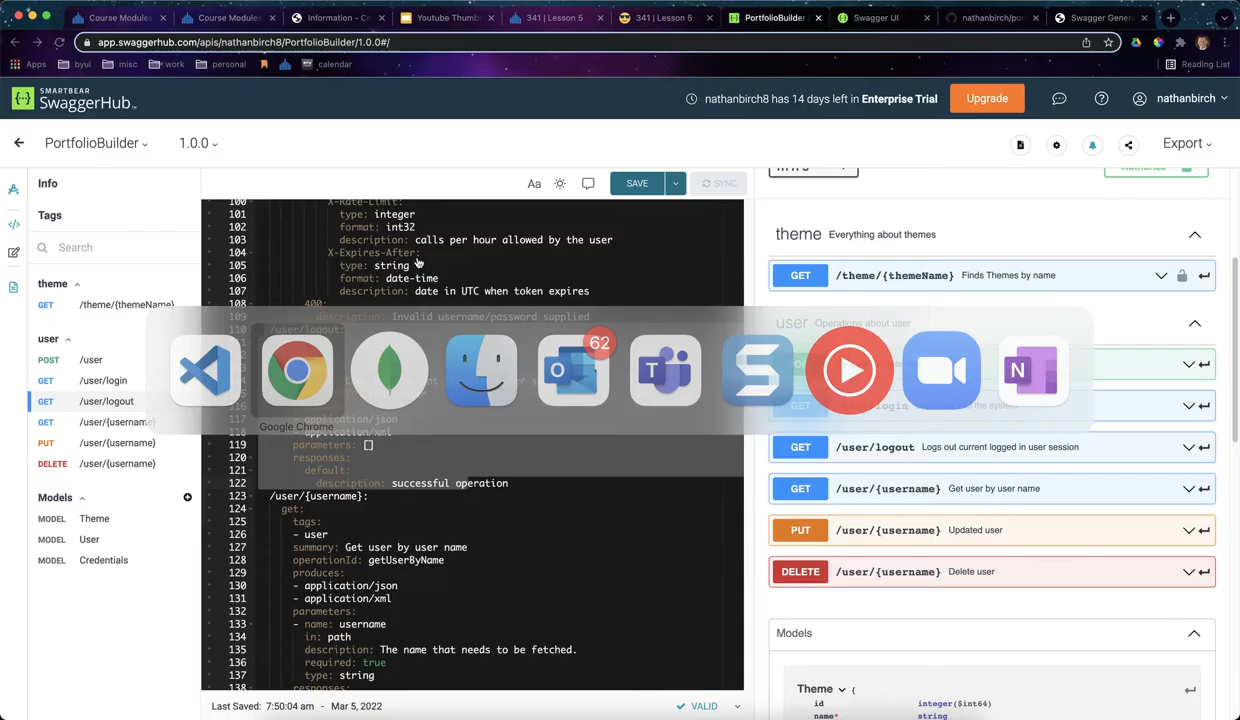 Course Modules
Course Modules
Information - Cr
Youtube Thumb
341 | Lesson 5
341 | Lesson 5
PortfolioBuilder
Swagger UI
nathanbirch/por
Swagger Gener
app.swaggerhub.com/apis/nathanbirch8/PortfolioBuilder/1.0.0#/
Apps
byui
misc
work
personal
calendar
Reading List
SMARTBEAR
SwaggerHub
nathanbirch8 has 14 days left in Enterprise Trial
Upgrade
nathanbirch
PortfolioBuilder
1.0.0
Export
Info
Tags
Search
theme
GET /theme/{themeName}
user
POST /user
GET /user/login
GET /user/logout
GET /user/{username}
PUT /user/{username}
DELETE /user/{username}
Models
MODEL Theme
MODEL User
MODEL Credentials
Aa
SAVE
SYNC
100 X-Rate-Limit:
101 type: integer
102 format: int32
103 description: calls per hour allowed by the user
104 X-Expires-After:
105 type: string
106 format: date-time
107 description: date in UTC when token expires
108 400:
109 description: Invalid username/password supplied
110 /user/logout:
62
Google Chrome
117 - application/json
118 - application/xml
119 parameters: []
120 responses:
121 default:
122 description: successful operation
123 /user/{username}:
124 get:
125 tags:
126 - user
127 summary: Get user by user name
128 operationId: getUserByName
129 produces:
130 - application/json
131 - application/xml
132 parameters:
133 - name: username
134 in: path
135 description: The name that needs to be fetched.
136 required: true
137 type: string
138 responses:
Last Saved: 7:50:04 am - Mar 5, 2022
VALID
theme Everything about themes
GET /theme/{themeName} Finds Themes by name
user Operations about user
GET /user/logout Logs out current logged in user session
GET /user/{username} Get user by user name
PUT /user/{username} Updated user
DELETE /user/{username} Delete user
Models
Theme {
id integer($int64)
name* string